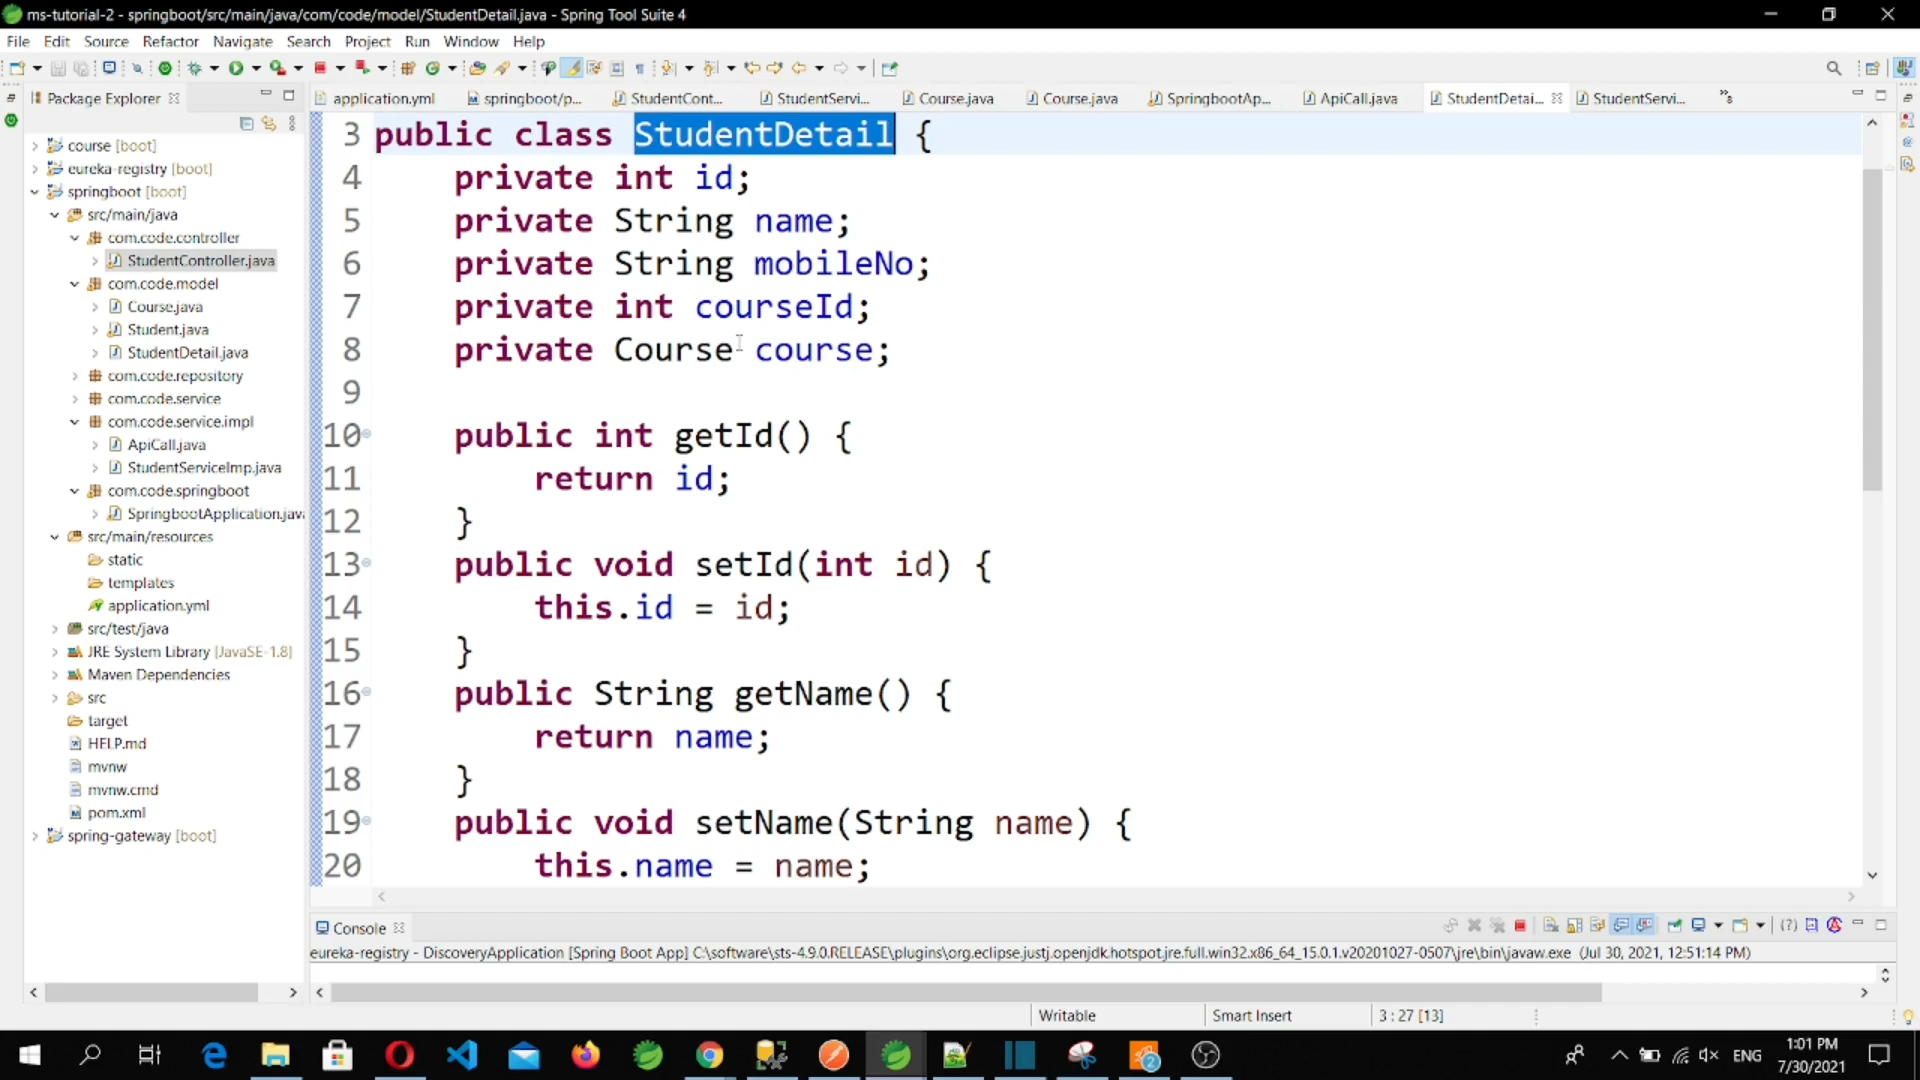 ms-tutorial-2 - springboot/src/main/java/com/code/model/StudentDetail.java - Spring Tool Suite 4
File Edit Source Refactor Navigate Search Project Run Window Help
Package Explorer
application.yml springboot/p... StudentCont... StudentServi... Course.java Course.java SpringbootAp... ApiCall.java StudentDetai... StudentServi... »8
course [boot]
eureka-registry [boot]
springboot [boot]
src/main/java
com.code.controller
StudentController.java
com.code.model
Course.java
Student.java
StudentDetail.java
com.code.repository
com.code.service
com.code.service.impl
ApiCall.java
StudentServiceImp.java
com.code.springboot
SpringbootApplication.java
src/main/resources
static
templates
application.yml
src/test/java
JRE System Library [JavaSE-1.8]
Maven Dependencies
src
target
HELP.md
mvnw
mvnw.cmd
pom.xml
spring-gateway [boot]
3 public class StudentDetail {
4 private int id;
5 private String name;
6 private String mobileNo;
7 private int courseId;
8 private Course course;
9
10 public int getId() {
11 return id;
12 }
13 public void setId(int id) {
14 this.id = id;
15 }
16 public String getName() {
17 return name;
18 }
19 public void setName(String name) {
20 this.name = name;
Console
eureka-registry - DiscoveryApplication [Spring Boot App] C:\software\sts-4.9.0.RELEASE\plugins\org.eclipse.justj.openjdk.hotspot.jre.full.win32.x86_64_15.0.1.v20201027-0507\jre\bin\javaw.exe (Jul 30, 2021, 12:51:14 PM)
Writable Smart Insert 3 : 27 [13]
ENG
1:01 PM
7/30/2021